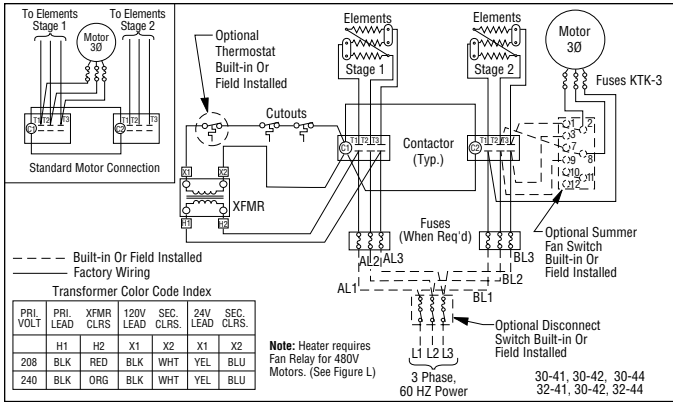 To Elements
Stage 1
To Elements
Stage 2
Motor
3Ø
T1 T2 T3
C1
T1 T2 T3
C2
Standard Motor Connection
Optional
Thermostat
Built-in Or
Field Installed
Cutouts
Elements
Stage 1
Elements
Stage 2
Motor
3Ø
Fuses KTK-3
T1 T2 T3
C1
Contactor
(Typ.)
T1 T2 T3
C2
1 2
3
7
9 8
10
12 11
X1 X2
XFMR
H1 H2
Fuses
(When Req'd)
AL1 AL2 AL3
BL1 BL2 BL3
Optional Summer
Fan Switch
Built-in Or
Field Installed
Optional Disconnect
Switch Built-in Or
Field Installed
L1 L2 L3
3 Phase,
60 HZ Power
Built-in Or Field Installed
Factory Wiring
Transformer Color Code Index
PRI. VOLT PRI. LEAD XFMR CLRS 120V LEAD SEC. CLRS. 24V LEAD SEC. CLRS.
H1 H2 X1 X2 X1 X2
208 BLK RED BLK WHT YEL BLU
240 BLK ORG BLK WHT YEL BLU
Note: Heater requires
Fan Relay for 480V
Motors. (See Figure L)
30-41, 30-42, 30-44
32-41, 30-42, 32-44